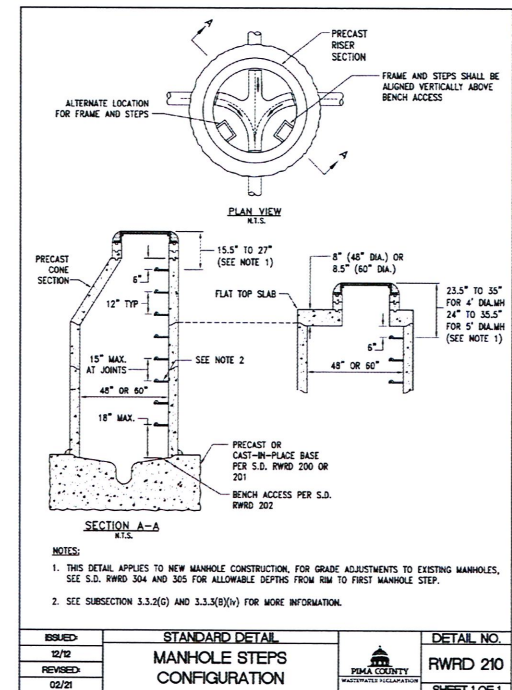 A
PRECAST
RISER
SECTION
FRAME AND STEPS SHALL BE
ALIGNED VERTICALLY ABOVE
BENCH ACCESS
ALTERNATE LOCATION
FOR FRAME AND STEPS
A
PLAN VIEW
N.T.S.
PRECAST
CONE
SECTION
15.5" TO 27"
(SEE NOTE 1)
6"
12" TYP
15" MAX.
AT JOINTS
SEE NOTE 2
48" OR 60"
18" MAX.
PRECAST OR
CAST-IN-PLACE BASE
PER S.D. RWRD 200 OR
201
BENCH ACCESS PER S.D.
RWRD 202
SECTION A-A
N.T.S.
8" (48" DIA.) OR
8.5" (60" DIA.)
FLAT TOP SLAB
23.5" TO 35"
FOR 4' DIA.MH
24" TO 35.5"
FOR 5' DIA.MH
(SEE NOTE 1)
6"
48" OR 60"
NOTES:
1. THIS DETAIL APPLIES TO NEW MANHOLE CONSTRUCTION, FOR GRADE ADJUSTMENTS TO EXISTING MANHOLES,
SEE S.D. RWRD 304 AND 305 FOR ALLOWABLE DEPTHS FROM RIM TO FIRST MANHOLE STEP.
2. SEE SUBSECTION 3.3.2(G) AND 3.3.3(B)(iv) FOR MORE INFORMATION.
ISSUED:
12/12
REVISED:
02/21
STANDARD DETAIL
MANHOLE STEPS
CONFIGURATION
PIMA COUNTY
WASTEWATER RECLAMATION
DETAIL NO.
RWRD 210
SHEET 1 OF 1